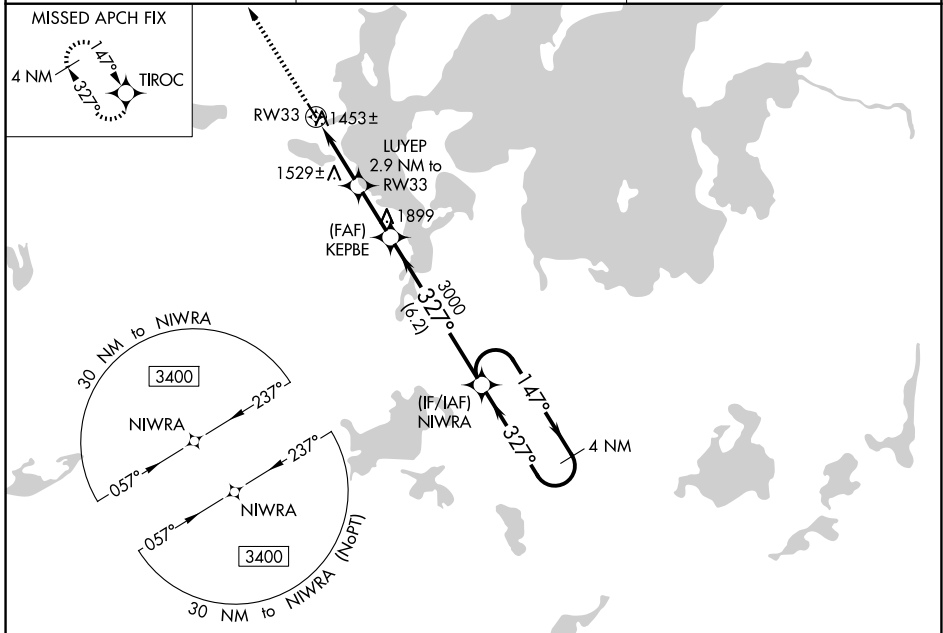 MISSED APCH FIX
147°
4 NM
TIROC
327°
RW33
1453±
LUYEP
2.9 NM to
RW33
1529±
1899
(FAF)
KEPBE
3000
327°
(6.2)
30 NM to NIWRA
3400
237°
NIWRA
057°
(IF/IAF)
NIWRA
147°
327°
4 NM
237°
NIWRA
057°
3400
30 NM to NIWRA (NoPT)